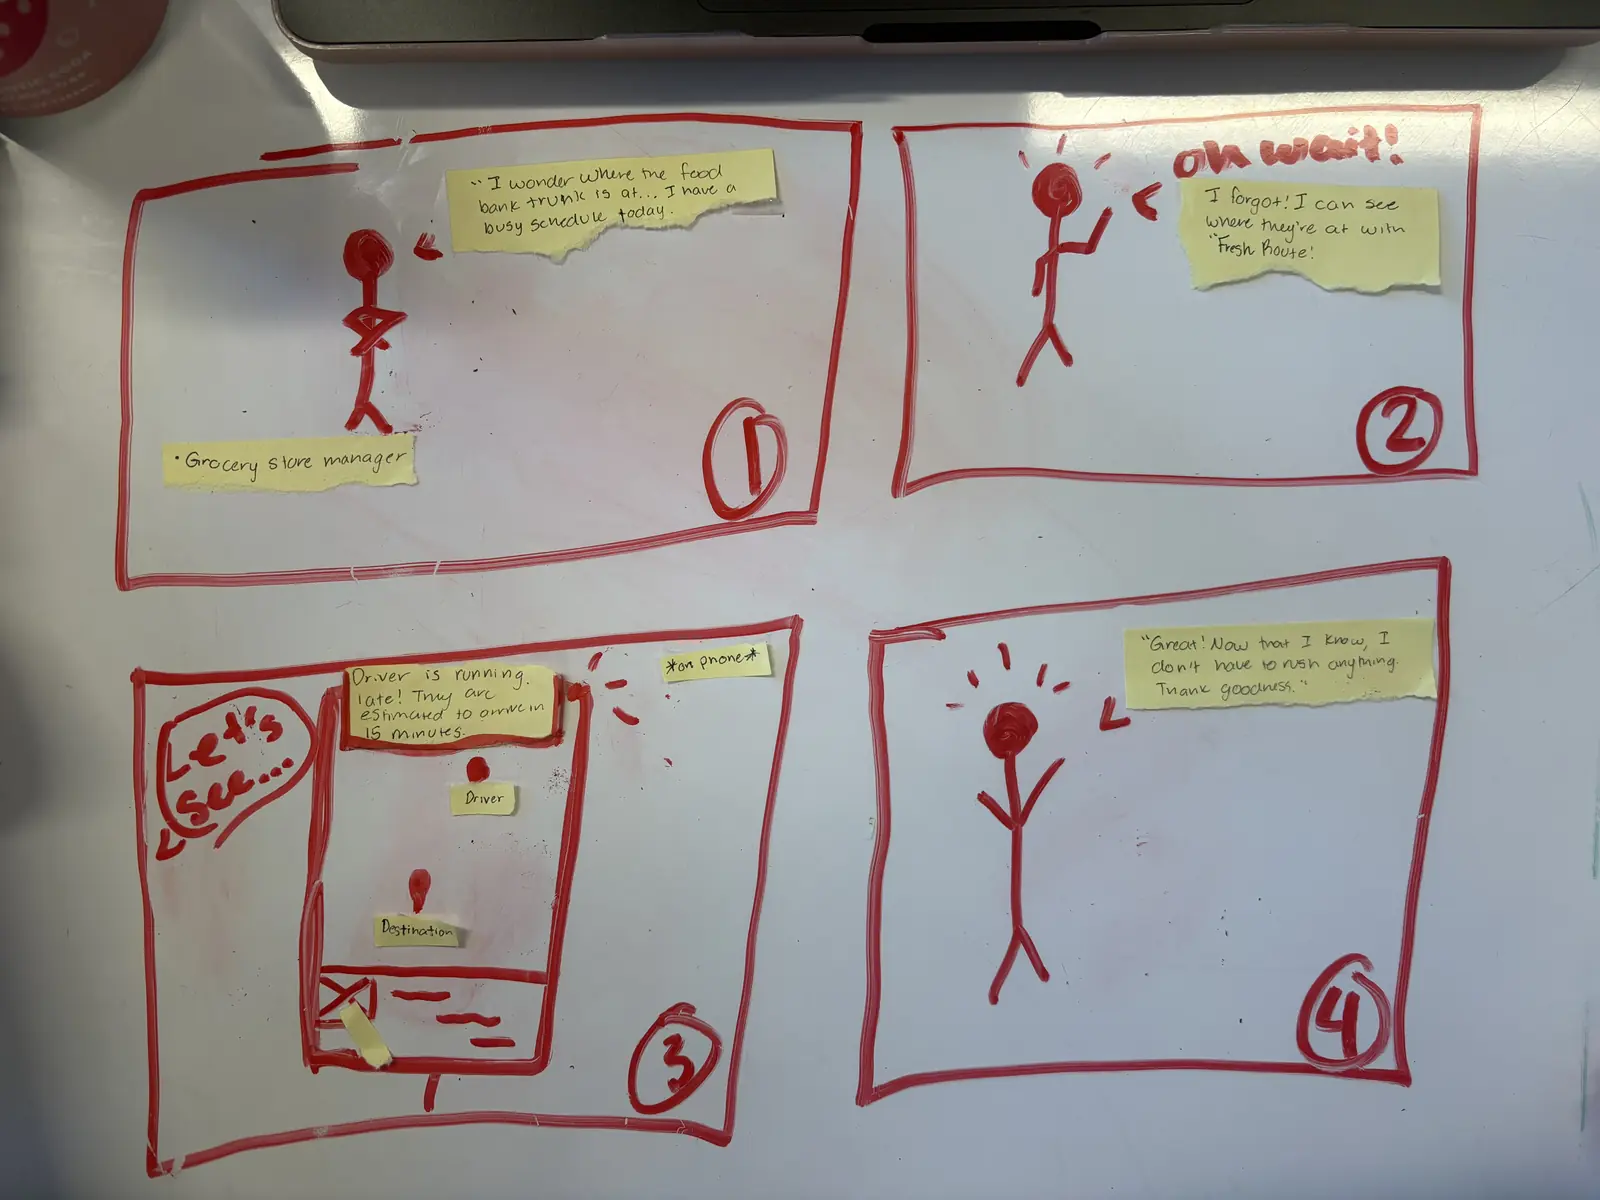 "I wonder where the food
bank trunk is at... I have a
busy schedule today.
• Grocery store manager
1
oh wait!
I forgot! I can see
where they're at with
"Fresh Route!
2
*on phone*
Let's
see...
Driver is running
late! They are
estimated to arrive in
15 minutes.
Driver
Destination
3
"Great! Now that I know, I
don't have to rush anything.
Thank goodness."
4